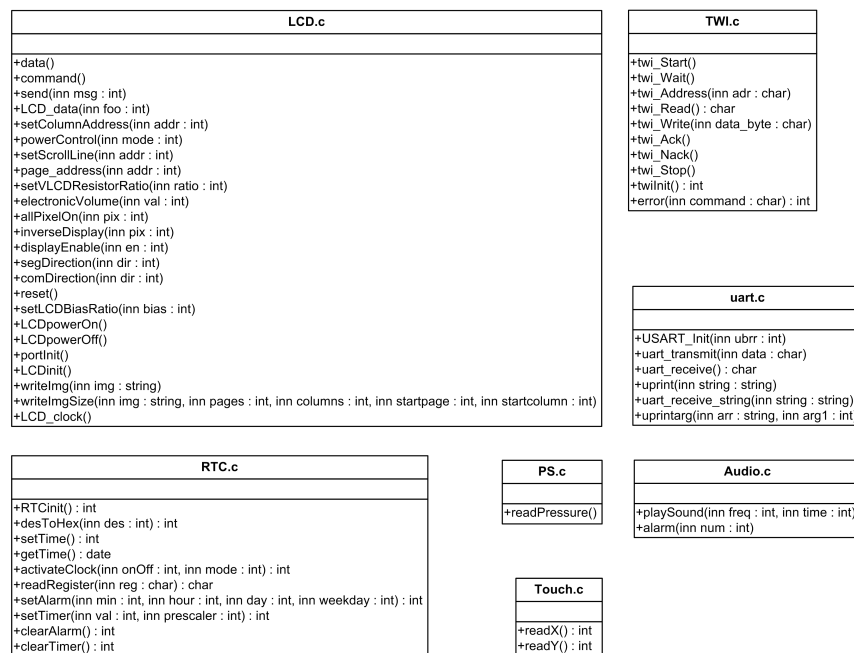 LCD.c
+data()
+command()
+send(inn msg : int)
+LCD_data(inn foo : int)
+setColumnAddress(inn addr : int)
+powerControl(inn mode : int)
+setScrollLine(inn addr : int)
+page_address(inn addr : int)
+setVLCDResistorRatio(inn ratio : int)
+electronicVolume(inn val : int)
+allPixelOn(inn pix : int)
+inverseDisplay(inn pix : int)
+displayEnable(inn en : int)
+segDirection(inn dir : int)
+comDirection(inn dir : int)
+reset()
+setLCDBiasRatio(inn bias : int)
+LCDpowerOn()
+LCDpowerOff()
+portInit()
+LCDinit()
+writeImg(inn img : string)
+writeImgSize(inn img : string, inn pages : int, inn columns : int, inn startpage : int, inn startcolumn : int)
+LCD_clock()
TWI.c
+twi_Start()
+twi_Wait()
+twi_Address(inn adr : char)
+twi_Read() : char
+twi_Write(inn data_byte : char)
+twi_Ack()
+twi_Nack()
+twi_Stop()
+twiInit() : int
+error(inn command : char) : int
uart.c
+USART_Init(inn ubrr : int)
+uart_transmit(inn data : char)
+uart_receive() : char
+uprint(inn string : string)
+uart_receive_string(inn string : string)
+uprintarg(inn arr : string, inn arg1 : int
RTC.c
+RTCinit() : int
+desToHex(inn des : int) : int
+setTime() : int
+getTime() : date
+activateClock(inn onOff : int, inn mode : int) : int
+readRegister(inn reg : char) : char
+setAlarm(inn min : int, inn hour : int, inn day : int, inn weekday : int) : int
+setTimer(inn val : int, inn prescaler : int) : int
+clearAlarm() : int
+clearTimer() : int
PS.c
+readPressure()
Audio.c
+playSound(inn freq : int, inn time : int)
+alarm(inn num : int)
Touch.c
+readX() : int
+readY() : int